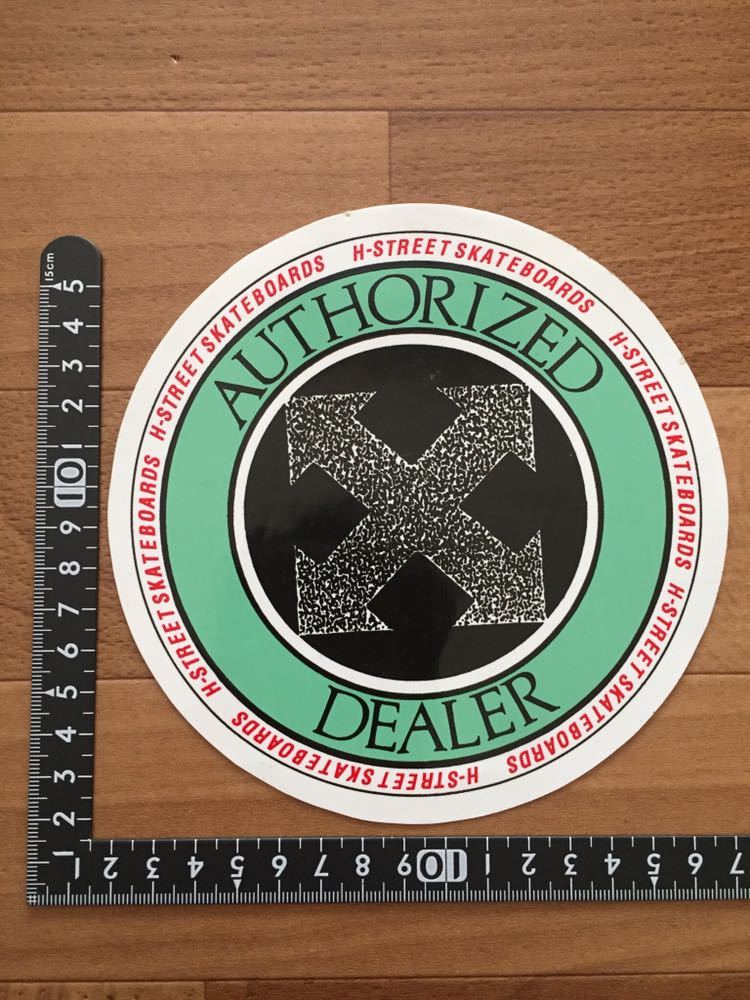 H-STREET SKATEBOARDS
H-STREET SKATEBOARDS
H-STREET SKATEBOARDS
H-STREET SKATEBOARDS
H-STREET SKATEBOARDS
H-STREET SKATEBOARDS
AUTHORIZED
DEALER
15cm
5
4
3
2
1
10
9
8
7
6
5
4
3
2
1
1 2 3 4 5 6 7 8 9 10 1 2 3 4 5 6 7